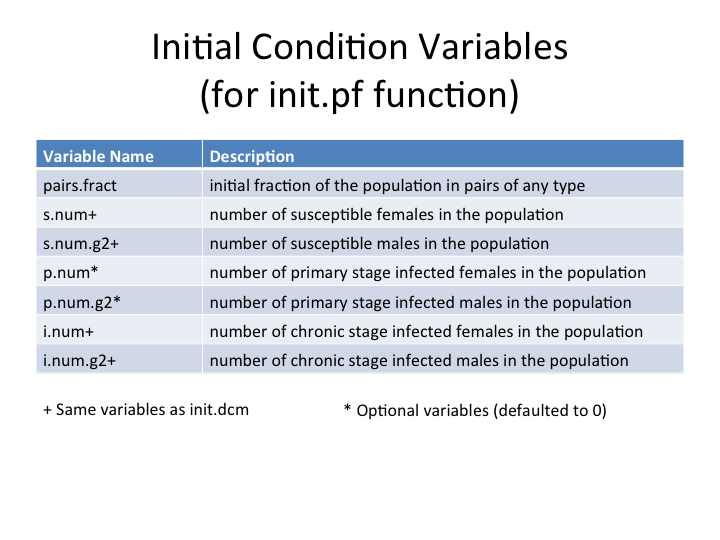 Initial Condition Variables
(for init.pf function)
Variable Name Description
pairs.fract initial fraction of the population in pairs of any type
s.num+ number of susceptible females in the population
s.num.g2+ number of susceptible males in the population
p.num* number of primary stage infected females in the population
p.num.g2* number of primary stage infected males in the population
i.num+ number of chronic stage infected females in the population
i.num.g2+ number of chronic stage infected males in the population
+ Same variables as init.dcm * Optional variables (defaulted to 0)